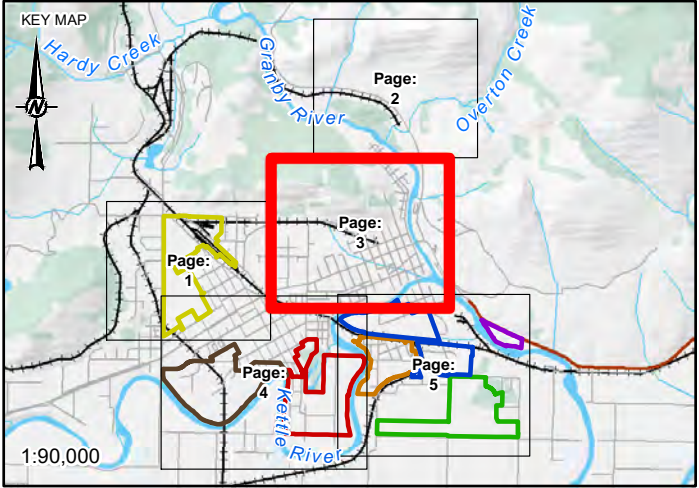 KEY MAP
Hardy Creek
N
Granby River
Page:
2
Overton Creek
Page:
3
Page:
1
Page:
4
Page:
5
Kettle River
1:90,000